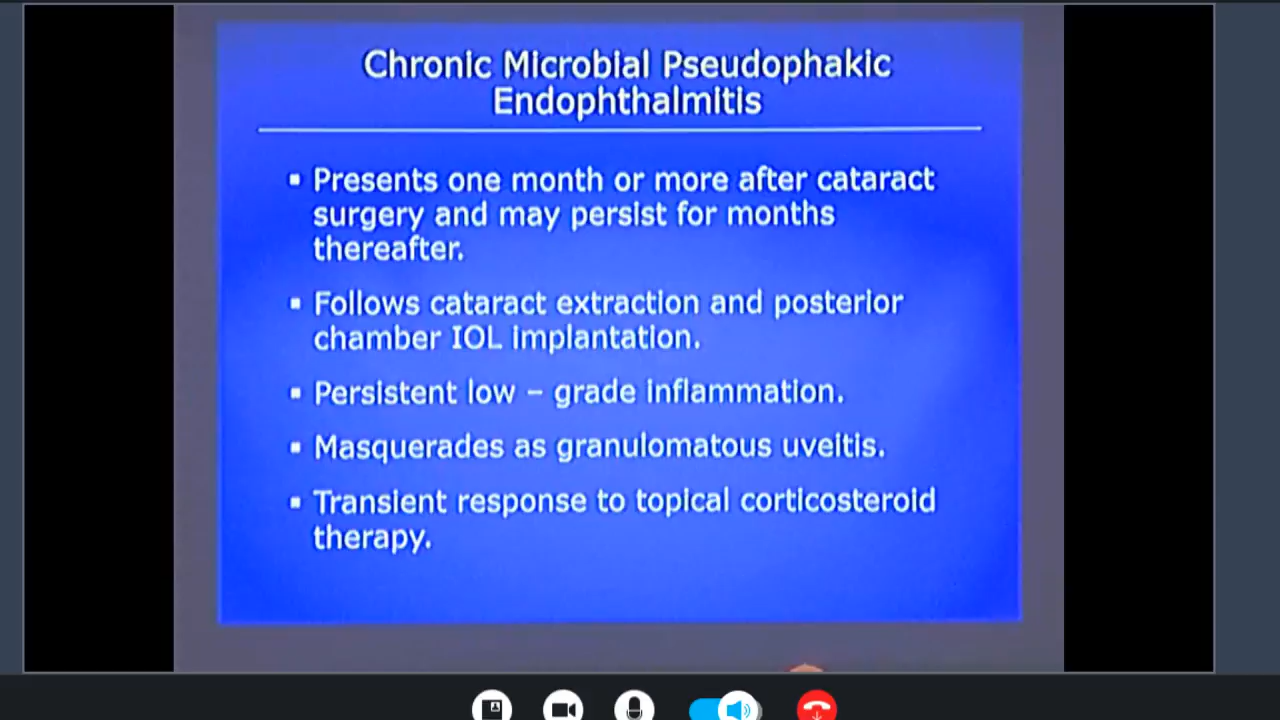 Chronic Microbial Pseudophakic
Endophthalmitis
▪ Presents one month or more after cataract
surgery and may persist for months
thereafter.
▪ Follows cataract extraction and posterior
chamber IOL implantation.
▪ Persistent low – grade inflammation.
▪ Masquerades as granulomatous uveitis.
▪ Transient response to topical corticosteroid
therapy.